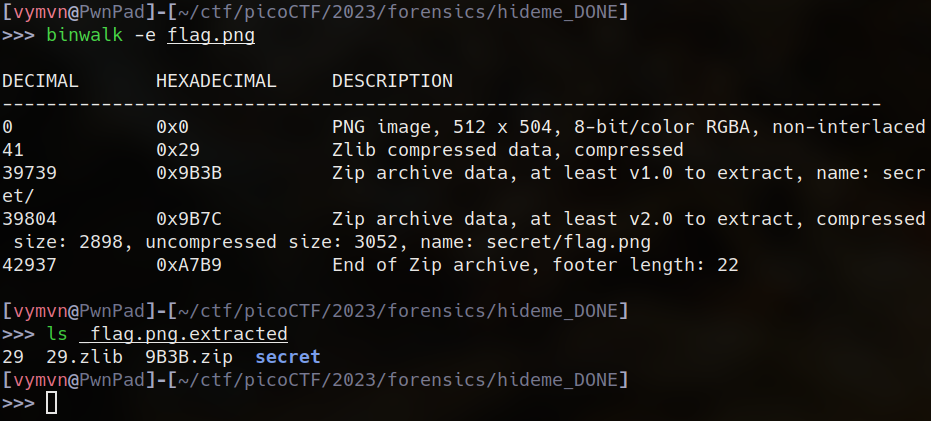 [vymvn@PwnPad]-[~/ctf/picoCTF/2023/forensics/hideme_DONE]
>>> binwalk -e flag.png
DECIMAL       HEXADECIMAL     DESCRIPTION
--------------------------------------------------------------------------------
0             0x0             PNG image, 512 x 504, 8-bit/color RGBA, non-interlaced
41            0x29            Zlib compressed data, compressed
39739         0x9B3B          Zip archive data, at least v1.0 to extract, name: secr
et/
39804         0x9B7C          Zip archive data, at least v2.0 to extract, compressed
 size: 2898, uncompressed size: 3052, name: secret/flag.png
42937         0xA7B9          End of Zip archive, footer length: 22
[vymvn@PwnPad]-[~/ctf/picoCTF/2023/forensics/hideme_DONE]
>>> ls _flag.png.extracted
29  29.zlib  9B3B.zip  secret
[vymvn@PwnPad]-[~/ctf/picoCTF/2023/forensics/hideme_DONE]
>>>